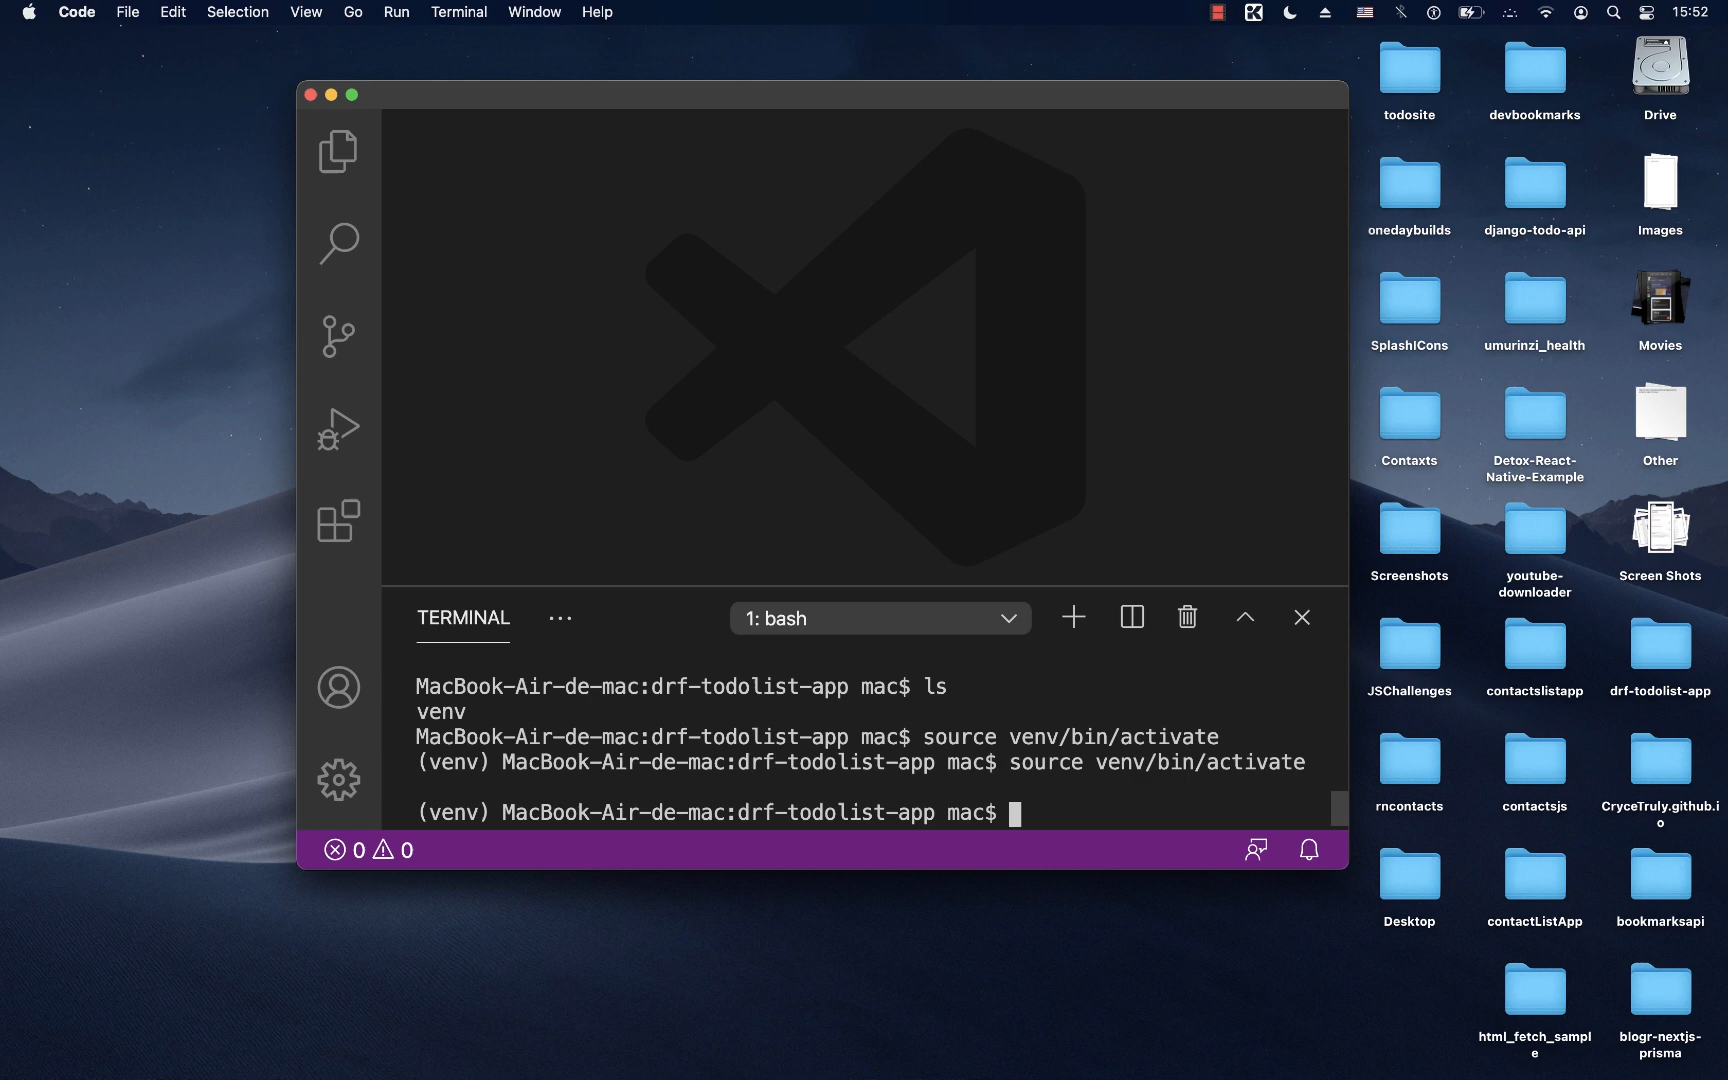 Code File Edit Selection View Go Run Terminal Window Help 15:52
todosite
devbookmarks
Drive
onedaybuilds
django-todo-api
Images
SplashICons
umurinzi_health
Movies
Contaxts
Detox-React-
Native-Example
Other
Screenshots
youtube-
downloader
Screen Shots
JSChallenges
contactslistapp
drf-todolist-app
rncontacts
contactsjs
CryceTruly.github.i
o
Desktop
contactListApp
bookmarksapi
html_fetch_sampl
e
blogr-nextjs-
prisma
TERMINAL ... 1: bash
MacBook-Air-de-mac:drf-todolist-app mac$ ls
venv
MacBook-Air-de-mac:drf-todolist-app mac$ source venv/bin/activate
(venv) MacBook-Air-de-mac:drf-todolist-app mac$ source venv/bin/activate
(venv) MacBook-Air-de-mac:drf-todolist-app mac$
0 0